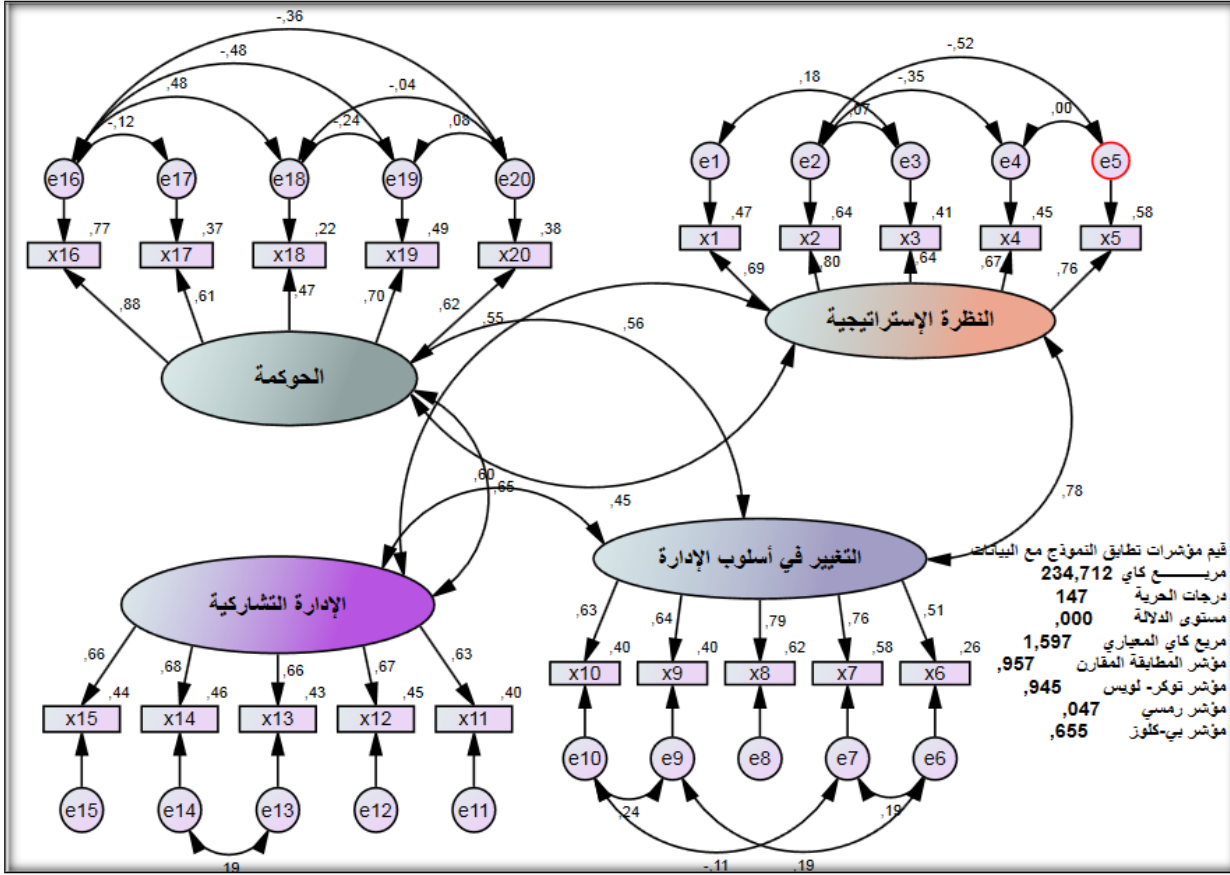 -,36
-,48
,48
-,04
-,12
-,24
,08
e16
e17
e18
e19
e20
,77
,37
,22
,49
,38
x16
x17
x18
x19
x20
,88
,61
,47
,70
,62
الحوكمة
-,52
,18
-,35
,07
,00
e1
e2
e3
e4
e5
,47
,64
,41
,45
,58
x1
x2
x3
x4
x5
,69
,80
,64
,67
,76
النظرة الإستراتيجية
,55
,56
,60
,65
,45
,78
الإدارة التشاركية
,66
,68
,66
,67
,63
,44
,46
,43
,45
,40
x15
x14
x13
x12
x11
e15
e14
e13
e12
e11
,19
التغيير في أسلوب الإدارة
,63
,64
,79
,76
,51
,40
,40
,62
,58
,26
x10
x9
x8
x7
x6
e10
e9
e8
e7
e6
,24
,19
-,11
,19
قيم مؤشرات تطابق النموذج مع البيانات
مربـــــــع كاي 234,712
درجات الحرية 147
مستوى الدلالة ,000
مربع كاي المعياري 1,597
مؤشر المطابقة المقارن ,957
مؤشر توكر- لويس ,945
مؤشر رمسي ,047
مؤشر بي-كلوز ,655